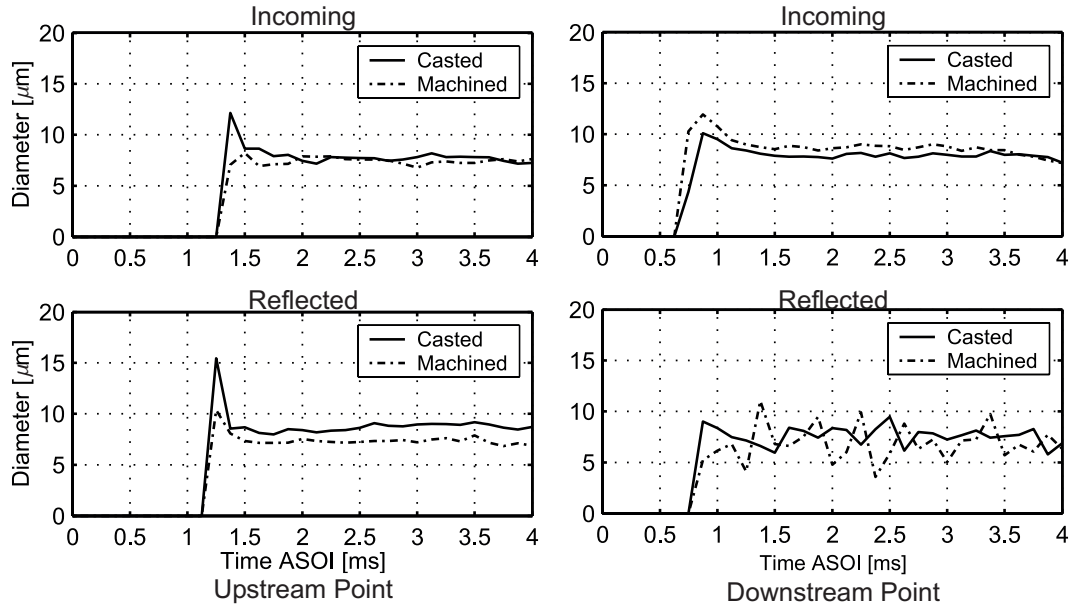 Incoming
20
15
10
5
0
Diameter [μm]
Casted
Machined
0 0.5 1 1.5 2 2.5 3 3.5 4
Incoming
20
15
10
5
0
Diameter [μm]
Casted
Machined
0 0.5 1 1.5 2 2.5 3 3.5 4
Reflected
20
15
10
5
0
Diameter [μm]
Casted
Machined
0 0.5 1 1.5 2 2.5 3 3.5 4
Time ASOI [ms]
Upstream Point
Reflected
20
15
10
5
0
Diameter [μm]
Casted
Machined
0 0.5 1 1.5 2 2.5 3 3.5 4
Time ASOI [ms]
Downstream Point